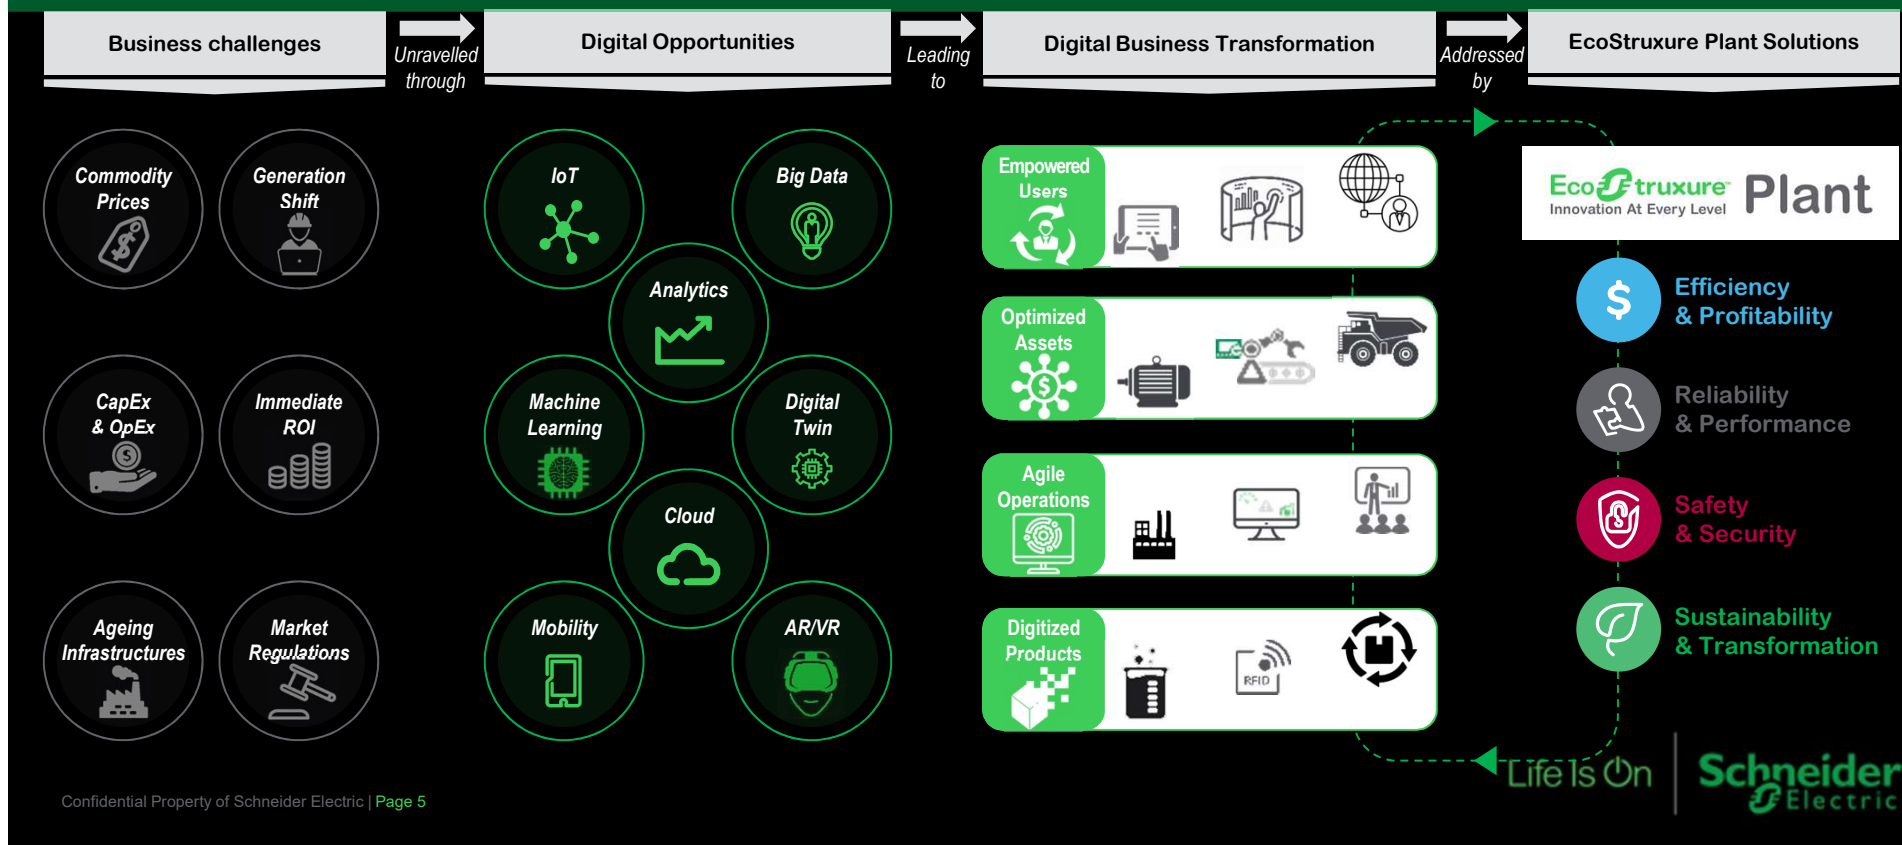 Business challenges
Unravelled
through
Digital Opportunities
Leading
to
Digital Business Transformation
Addressed
by
EcoStruxure Plant Solutions
Commodity
Prices
Generation
Shift
CapEx
& OpEx
Immediate
ROI
Ageing
Infrastructures
Market
Regulations
IoT
Big Data
Analytics
Machine
Learning
Digital
Twin
Cloud
Mobility
AR/VR
Empowered
Users
Optimized
Assets
Agile
Operations
Digitized
Products
RFID
EcoStruxure™ Plant
Innovation At Every Level
Efficiency
& Profitability
Reliability
& Performance
Safety
& Security
Sustainability
& Transformation
Life Is On
Schneider
Electric
Confidential Property of Schneider Electric | Page 5